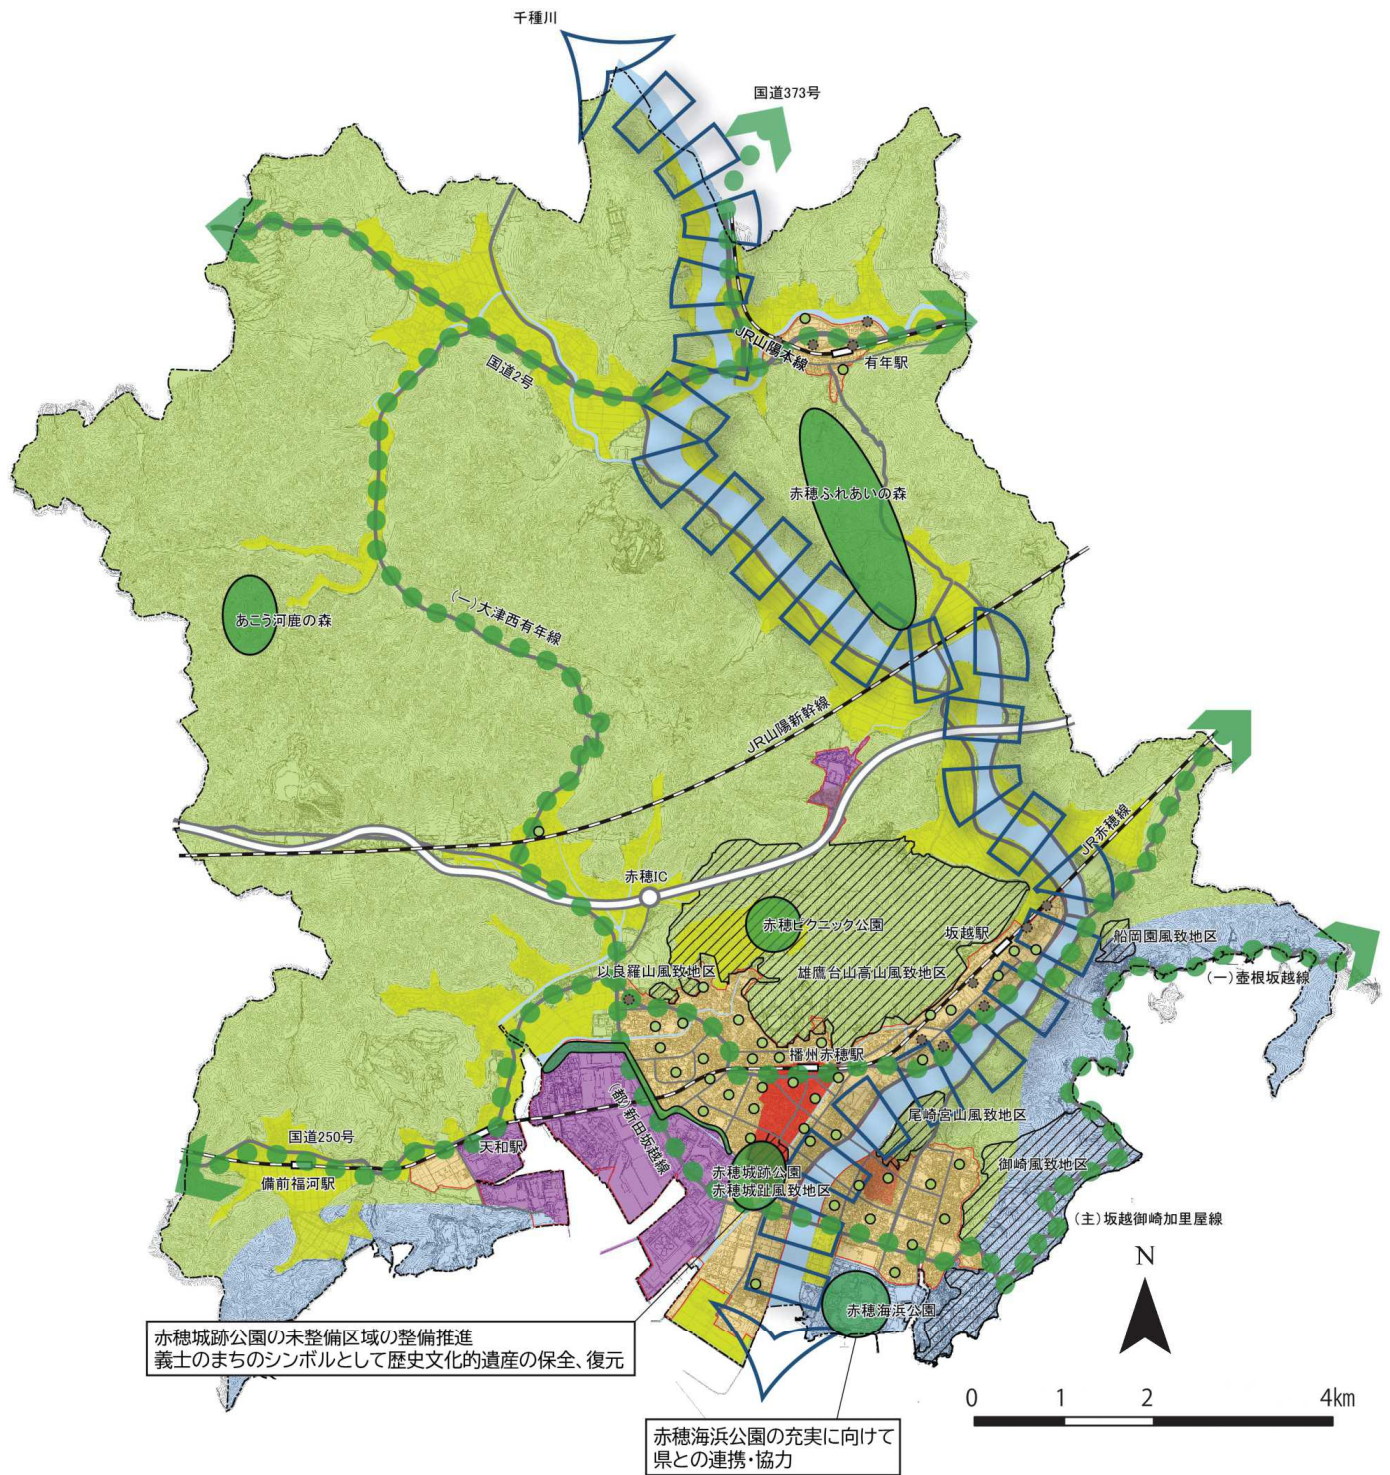 千種川
国道373号
JR山陽本線
有年駅
国道2号
赤穂ふれあいの森
あこう河鹿の森
(一)大津西有年線
JR山陽新幹線
JR赤穂線
赤穂IC
赤穂ピクニック公園
坂越駅
船岡園風致地区
以良羅山風致地区
雄鷹台山高山風致地区
(一)壺根坂越線
播州赤穂駅
尾崎宮山風致地区
国道250号
天和駅
(都)新田坂越線
御崎風致地区
備前福河駅
赤穂城跡公園
赤穂城趾風致地区
(主)坂越御崎加里屋線
N
赤穂海浜公園
赤穂城跡公園の未整備区域の整備推進
義士のまちのシンボルとして歴史文化的遺産の保全、復元
0 1 2 4km
赤穂海浜公園の充実に向けて
県との連携・協力